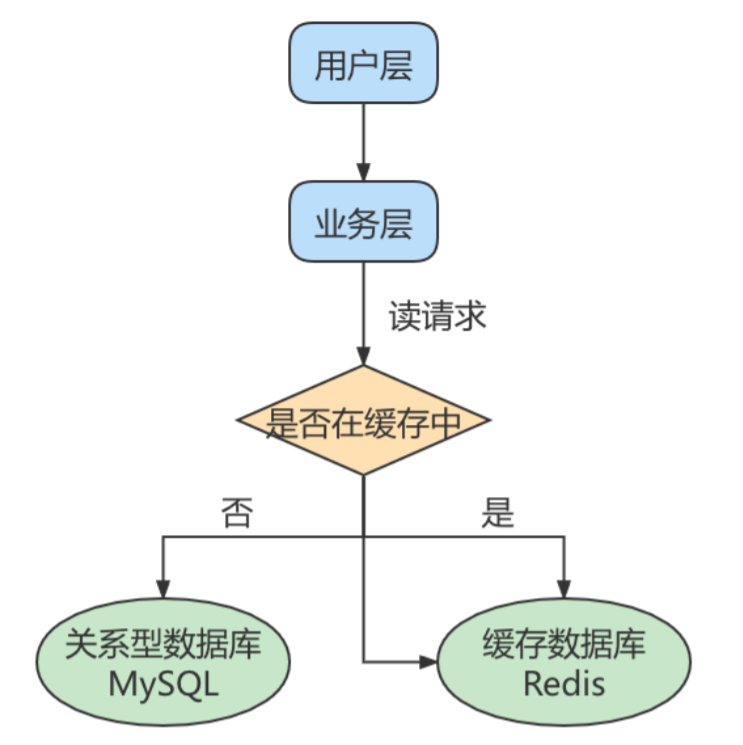 用户层
业务层
读请求
是否在缓存中
否
是
关系型数据库
MySQL
缓存数据库
Redis